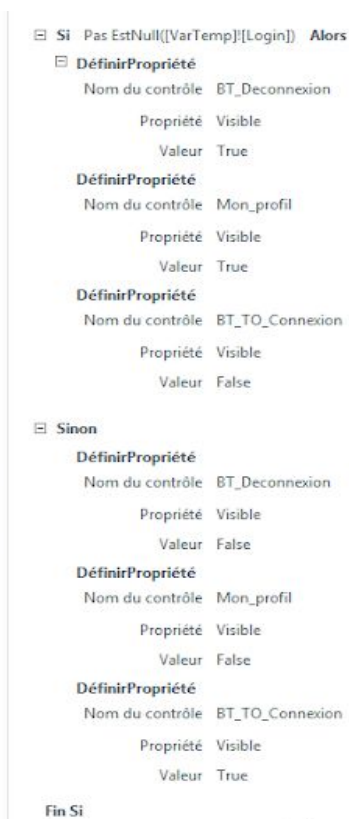 Si Pas EstNull([VarTemp]![Login]) Alors
DéfinirPropriété
Nom du contrôle BT_Deconnexion
Propriété Visible
Valeur True
DéfinirPropriété
Nom du contrôle Mon_profil
Propriété Visible
Valeur True
DéfinirPropriété
Nom du contrôle BT_TO_Connexion
Propriété Visible
Valeur False
Sinon
DéfinirPropriété
Nom du contrôle BT_Deconnexion
Propriété Visible
Valeur False
DéfinirPropriété
Nom du contrôle Mon_profil
Propriété Visible
Valeur False
DéfinirPropriété
Nom du contrôle BT_TO_Connexion
Propriété Visible
Valeur True
Fin Si